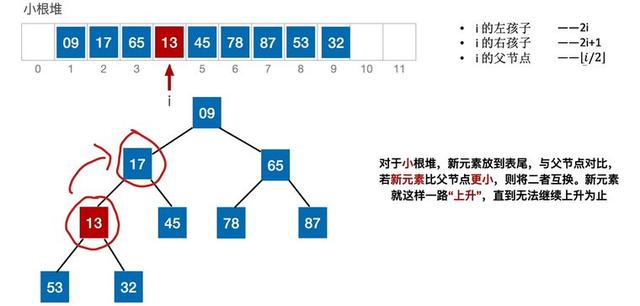 小根堆
09 17 65 13 45 78 87 53 32
0 1 2 3 4 5 6 7 8 9 10 11
i
• i 的左孩子 ——2i
• i 的右孩子 ——2i+1
• i 的父节点 ——⌊i/2⌋
09
17 65
13 45 78 87
53 32
对于小根堆，新元素放到表尾，与父节点对比，
若新元素比父节点更小，则将二者互换。新元素
就这样一路“上升”，直到无法继续上升为止